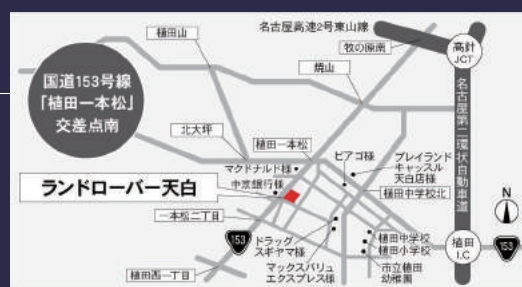 名古屋高速2号東山線
植田山
牧の原南
高針
JCT
国道153号線
「植田一本松」
交差点南
焼山
名古屋第二環状自動車道
北大坪
植田一本松
マクドナルド様
ピアゴ様
プレイランド
キャッスル
天白店様
中京銀行様
ランドローバー天白
植田中学校北
N
一本松二丁目
153
ドラッグ
スギヤマ様
植田中学校
植田小学校
植田
I.C
153
マックスバリュ
エクスプレス様
市立植田
幼稚園
植田西一丁目